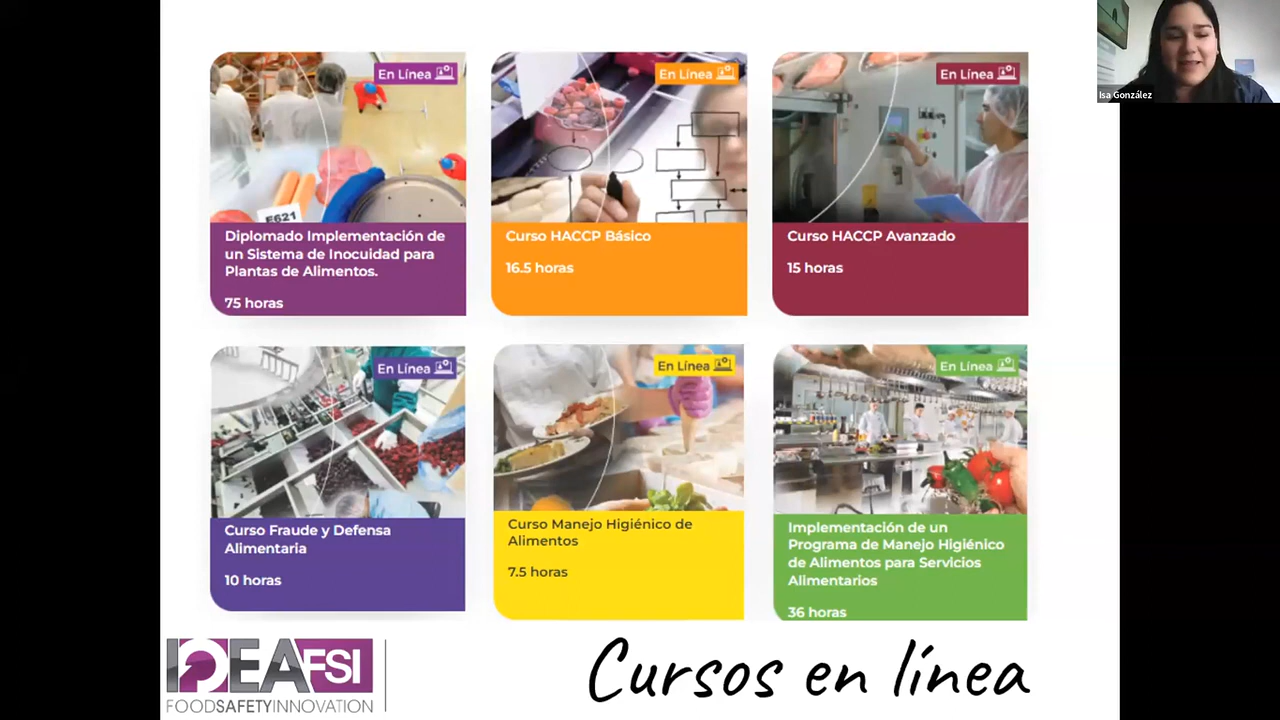 Isa González
En Línea
En Línea
En Línea
E621
Diplomado Implementación de
un Sistema de Inocuidad para
Plantas de Alimentos.
75 horas
Curso HACCP Básico
16.5 horas
Curso HACCP Avanzado
15 horas
En Línea
En Línea
En Línea
Curso Fraude y Defensa
Alimentaria
10 horas
Curso Manejo Higiénico de
Alimentos
7.5 horas
Implementación de un
Programa de Manejo Higiénico
de Alimentos para Servicios
Alimentarios
36 horas
IDEA FSI
FOODSAFETYINNOVATION
Cursos en línea